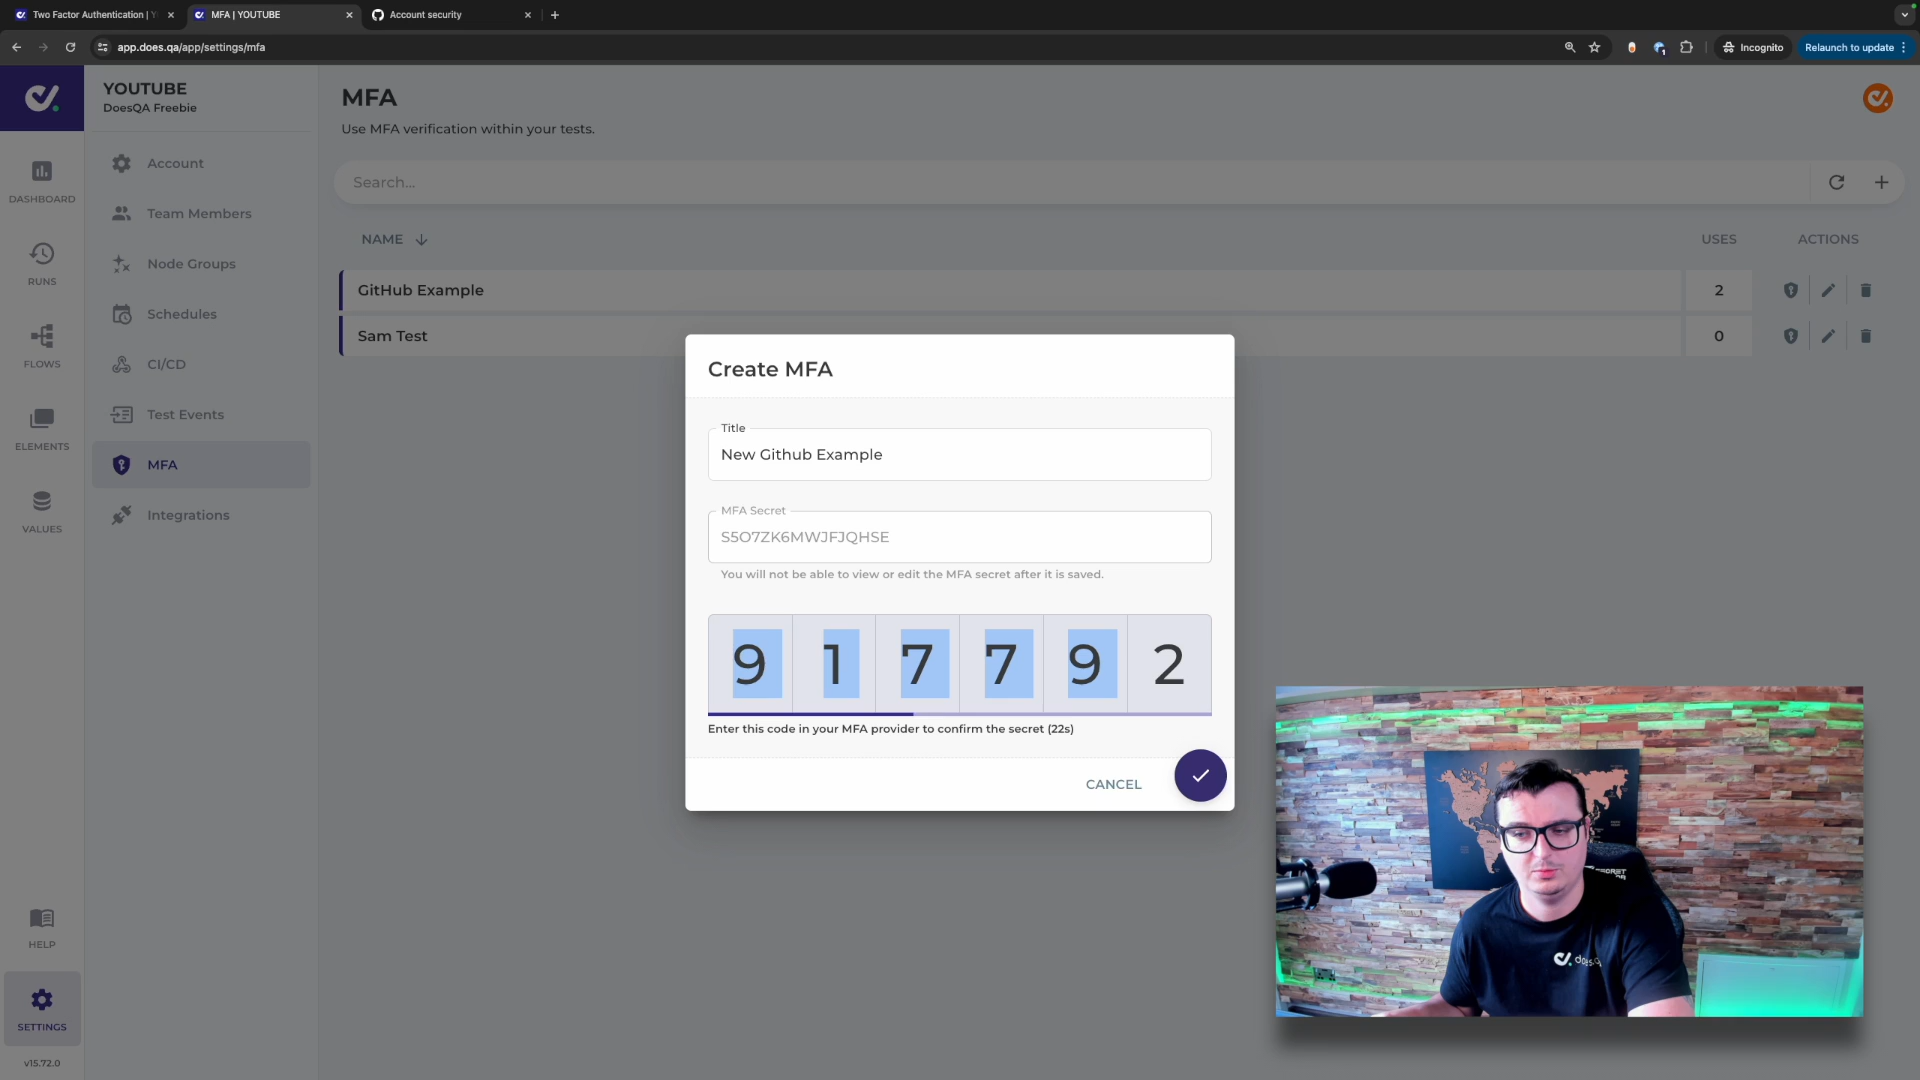 Two Factor Authentication | Y
MFA | YOUTUBE
Account security
app.does.qa/app/settings/mfa
Incognito
Relaunch to update
YOUTUBE
DoesQA Freebie
DASHBOARD
RUNS
FLOWS
ELEMENTS
VALUES
HELP
SETTINGS
v15.72.0
Account
Team Members
Node Groups
Schedules
CI/CD
Test Events
MFA
Integrations
MFA
Use MFA verification within your tests.
Search...
NAME
USES
ACTIONS
GitHub Example
2
Sam Test
0
Create MFA
Title
New Github Example
MFA Secret
S5O7ZK6MWJFJQHSE
You will not be able to view or edit the MFA secret after it is saved.
9 1 7 7 9 2
Enter this code in your MFA provider to confirm the secret (22s)
CANCEL
does.qa